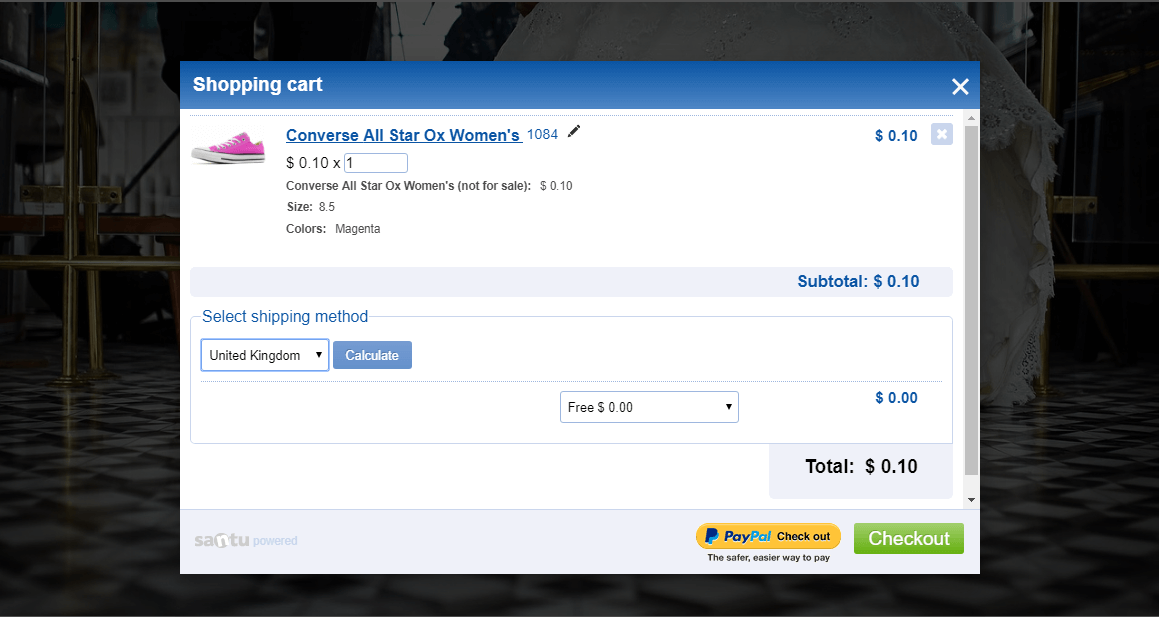 Shopping cart
Converse All Star Ox Women's 1084 $ 0.10
$ 0.10 x 1
Converse All Star Ox Women's (not for sale): $ 0.10
Size: 8.5
Colors: Magenta
Subtotal: $ 0.10
Select shipping method
United Kingdom Calculate
Free $ 0.00 $ 0.00
Total: $ 0.10
santu powered
PayPal Check out Checkout
The safer, easier way to pay